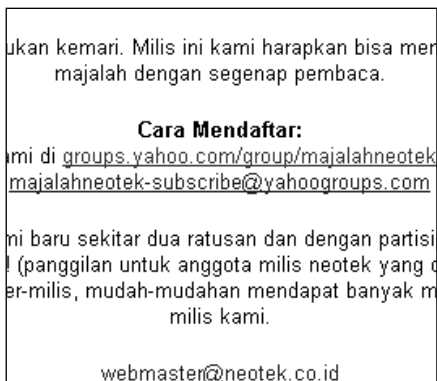 ukan kemari. Milis ini kami harapkan bisa mer
majalah dengan segenap pembaca.
Cara Mendaftar:
ami di groups.yahoo.com/group/majalahneotek
majalahneotek-subscribe@yahoogroups.com
mi baru sekitar dua ratusan dan dengan partisi
! (panggilan untuk anggota milis neotek yang
er-milis, mudah-mudahan mendapat banyak m
milis kami.
webmaster@neotek.co.id